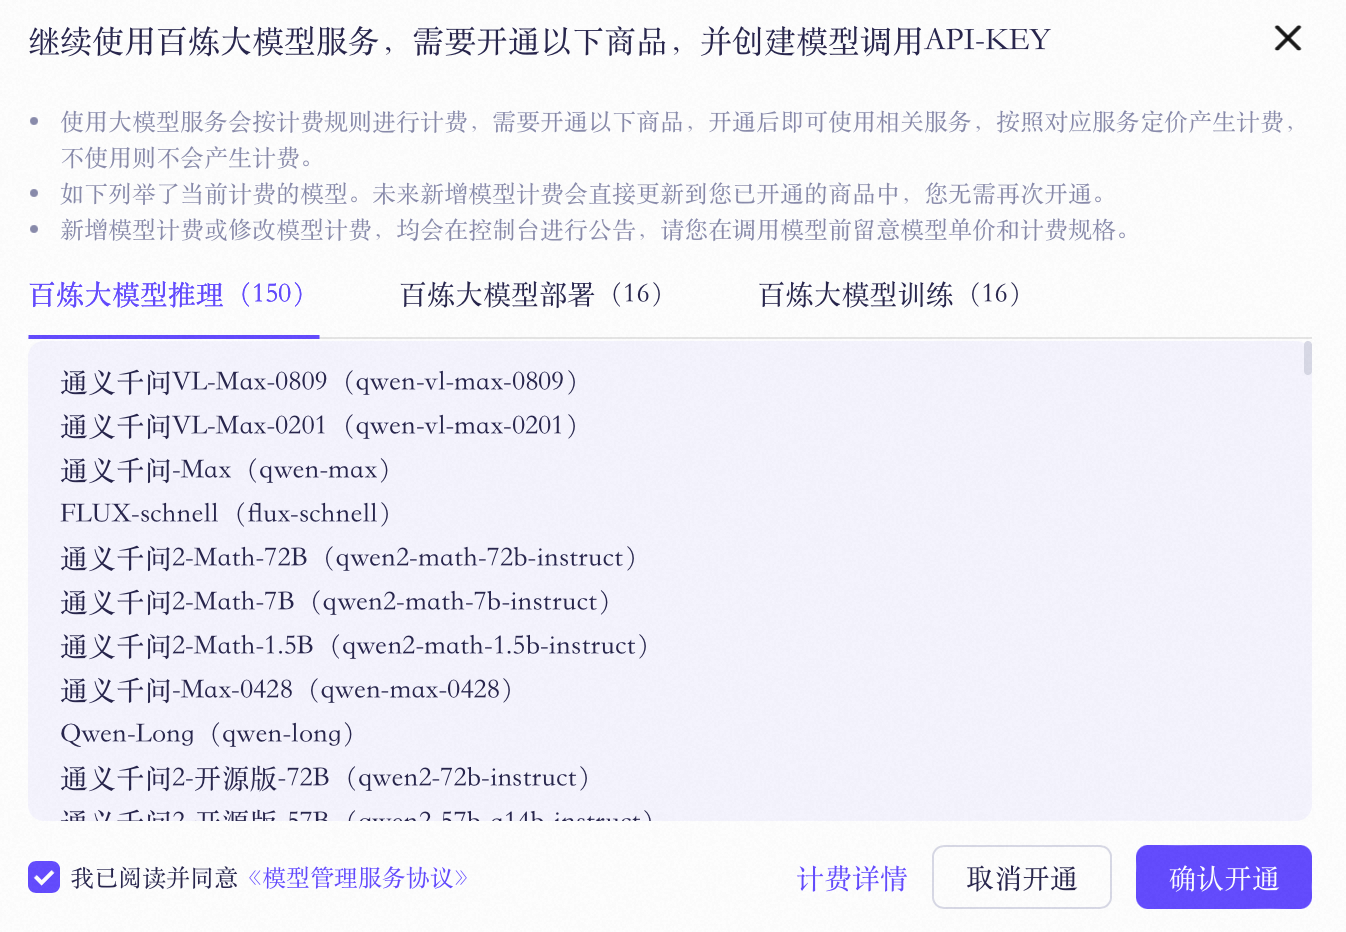 继续使用百炼大模型服务，需要开通以下商品，并创建模型调用API-KEY
使用大模型服务会按计费规则进行计费，需要开通以下商品，开通后即可使用相关服务，按照对应服务定价产生计费，
不使用则不会产生计费。
如下列举了当前计费的模型。未来新增模型计费会直接更新到您已开通的商品中，您无需再次开通。
新增模型计费或修改模型计费，均会在控制台进行公告，请您在调用模型前留意模型单价和计费规格。
百炼大模型推理（150） 百炼大模型部署（16） 百炼大模型训练（16）
通义千问VL-Max-0809（qwen-vl-max-0809）
通义千问VL-Max-0201（qwen-vl-max-0201）
通义千问-Max（qwen-max）
FLUX-schnell（flux-schnell）
通义千问2-Math-72B（qwen2-math-72b-instruct）
通义千问2-Math-7B（qwen2-math-7b-instruct）
通义千问2-Math-1.5B（qwen2-math-1.5b-instruct）
通义千问-Max-0428（qwen-max-0428）
Qwen-Long（qwen-long）
通义千问2-开源版-72B（qwen2-72b-instruct）
通义千问2-开源版-57B（qwen2-57b-a14b-instruct）
我已阅读并同意《模型管理服务协议》 计费详情 取消开通 确认开通